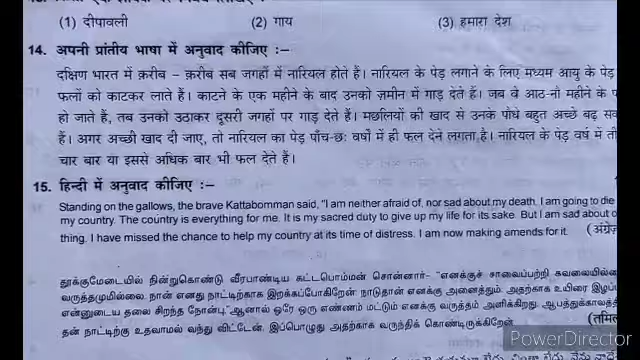 (1) दीपावली (2) गाय (3) हमारा देश
14. अपनी प्रांतीय भाषा में अनुवाद कीजिए :–
दक्षिण भारत में क़रीब – क़रीब सब जगहों में नारियल होते हैं। नारियल के पेड़ लगाने के लिए मध्यम आयु के पेड़
फलों को काटकर लाते हैं। काटने के एक महीने के बाद उनको ज़मीन में गाड़ देते हैं। जब वे आठ-नौ महीने के
हो जाते हैं, तब उनको उठाकर दूसरी जगहों पर गाड़ देते हैं। मछलियों की खाद से उनके पौधे बहुत अच्छे बढ़
हैं। अगर अच्छी खाद दी जाए, तो नारियल का पेड़ पाँच-छः वर्षों में ही फल देने लगता है। नारियल के पेड़ वर्ष में
चार बार या इससे अधिक बार भी फल देते हैं।
15. हिन्दी में अनुवाद कीजिए :–
Standing on the gallows, the brave Kattabomman said, "I am neither afraid of, nor sad about my death. I am going to die
my country. The country is everything for me. It is my sacred duty to give up my life for its sake. But I am sad about
thing. I have missed the chance to help my country at its time of distress. I am now making amends for it.
தூக்குமேடையில் நின்றுகொண்டு வீரபாண்டிய கட்டபொம்மன் சொன்னார்- "எனக்குச் சாவைப்பற்றி
வருத்தமுமில்லை. நான் எனது நாட்டிற்காக இறக்கப்போகிறேன். நாடுதான் எனக்கு அனைத்தும். அதற்காக உயிரை
என்னுடைய தலை சிறந்த நோன்பு." ஆனால் ஒரே ஒரு எண்ணம் மட்டும் எனக்கு வருத்தம் அளிக்கிறது.
தன் நாட்டிற்கு உதவாமல் வந்து விட்டேன். இப்பொழுது அதற்காக வருந்திக் கொண்டிருக்கிறேன்.
PowerDirector